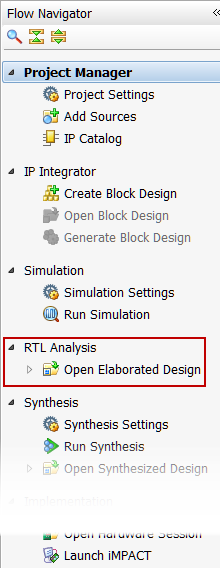 Flow Navigator
Project Manager
Project Settings
Add Sources
IP Catalog
IP Integrator
Create Block Design
Open Block Design
Generate Block Design
Simulation
Simulation Settings
Run Simulation
RTL Analysis
Open Elaborated Design
Synthesis
Synthesis Settings
Run Synthesis
Open Synthesized Design
Implementation
Open Hardware Session
Launch iMPACT